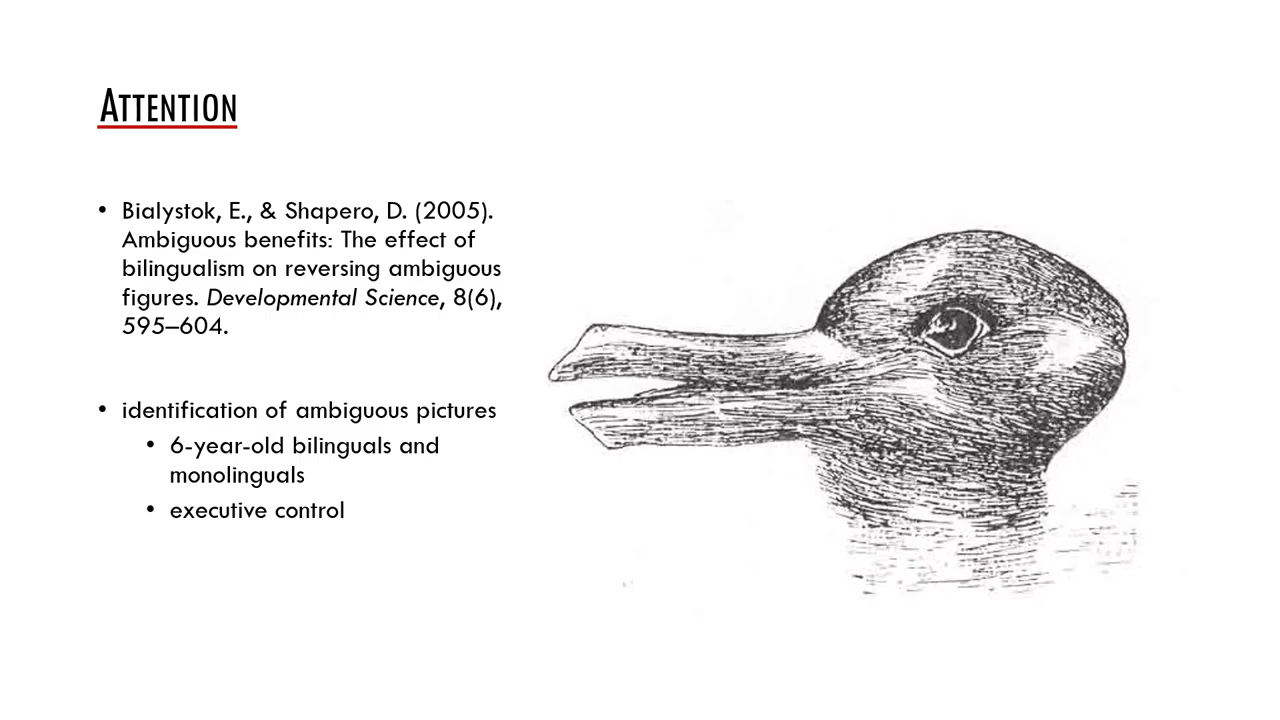 ATTENTION
• Bialystok, E., & Shapero, D. (2005).
Ambiguous benefits: The effect of
bilingualism on reversing ambiguous
figures. Developmental Science, 8(6),
595–604.
• identification of ambiguous pictures
• 6-year-old bilinguals and
monolinguals
• executive control